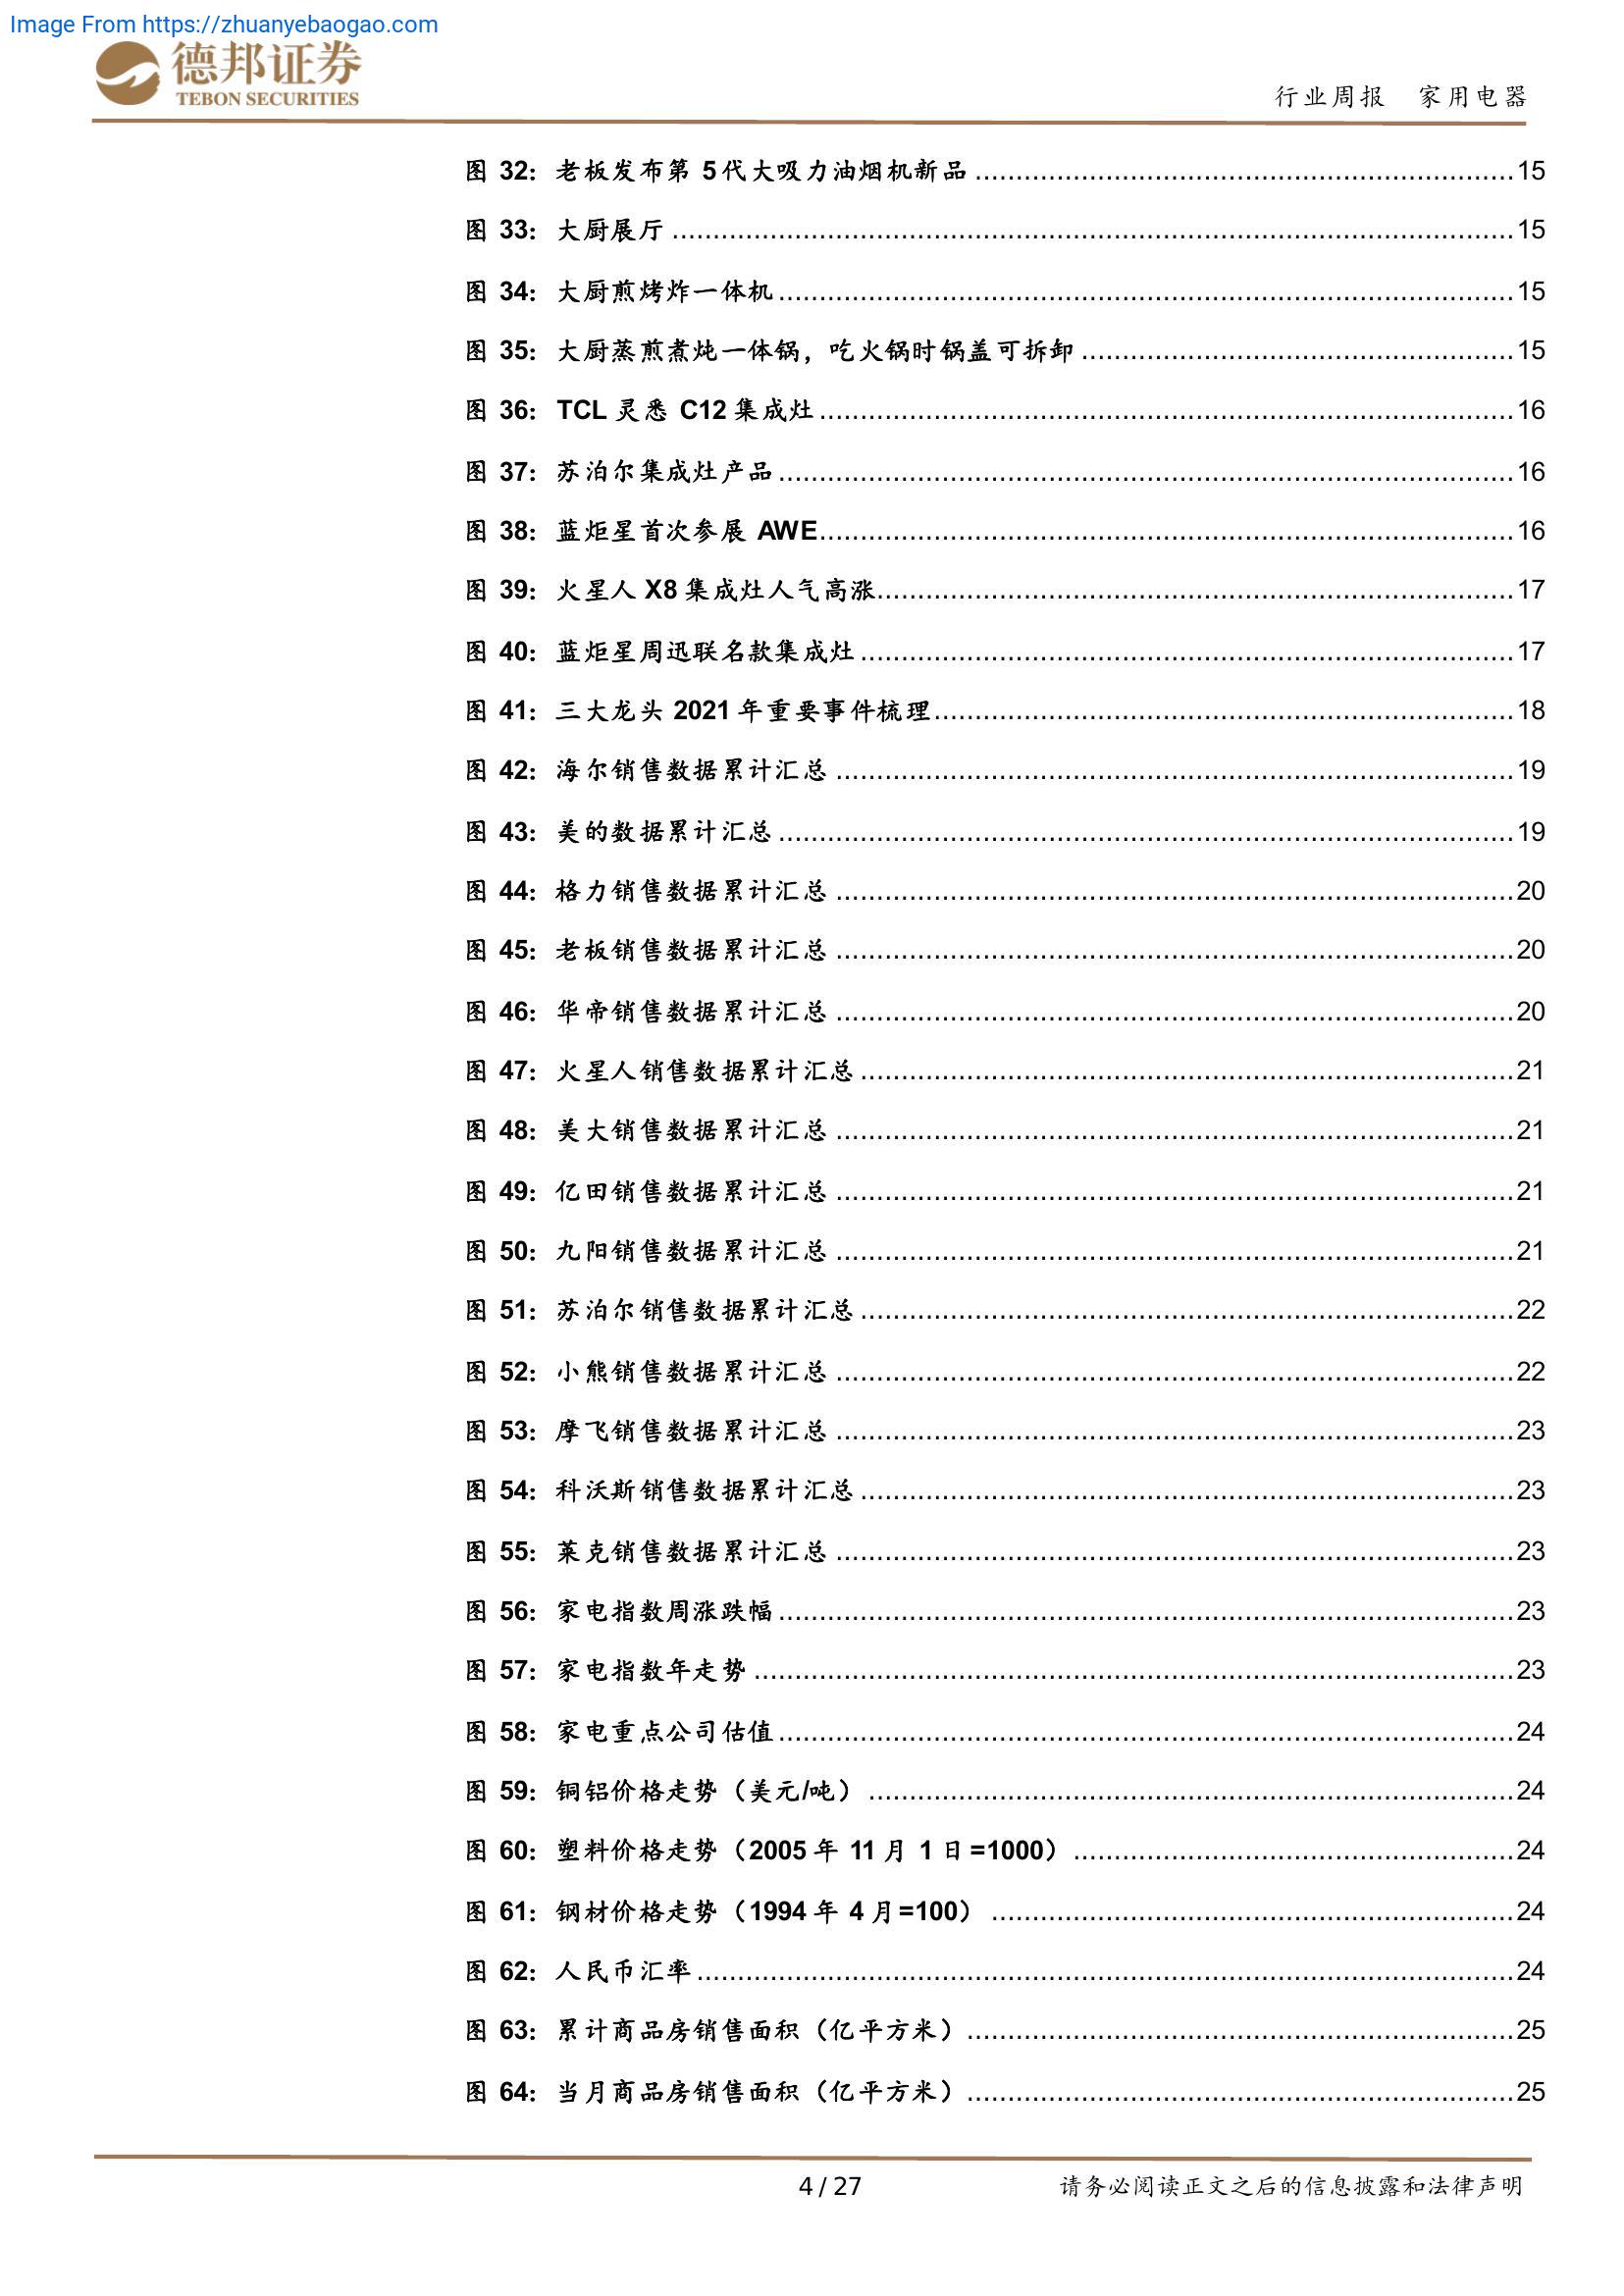 Image From https://zhuanyebaogao.com
德邦证券
TEBON SECURITIES
行业周报 家用电器
图 32：老板发布第 5代大吸力油烟机新品 ........ 15
图 33：大厨展厅 ........ 15
图 34：大厨煎烤炸一体机 ........ 15
图 35：大厨蒸煎煮炖一体锅，吃火锅时锅盖可拆卸 ........ 15
图 36：TCL 灵悉 C12 集成灶 ........ 16
图 37：苏泊尔集成灶产品 ........ 16
图 38：蓝炬星首次参展 AWE ........ 16
图 39：火星人 X8 集成灶人气高涨 ........ 17
图 40：蓝炬星周迅联名款集成灶 ........ 17
图 41：三大龙头 2021 年重要事件梳理 ........ 18
图 42：海尔销售数据累计汇总 ........ 19
图 43：美的数据累计汇总 ........ 19
图 44：格力销售数据累计汇总 ........ 20
图 45：老板销售数据累计汇总 ........ 20
图 46：华帝销售数据累计汇总 ........ 20
图 47：火星人销售数据累计汇总 ........ 21
图 48：美大销售数据累计汇总 ........ 21
图 49：亿田销售数据累计汇总 ........ 21
图 50：九阳销售数据累计汇总 ........ 21
图 51：苏泊尔销售数据累计汇总 ........ 22
图 52：小熊销售数据累计汇总 ........ 22
图 53：摩飞销售数据累计汇总 ........ 23
图 54：科沃斯销售数据累计汇总 ........ 23
图 55：莱克销售数据累计汇总 ........ 23
图 56：家电指数周涨跌幅 ........ 23
图 57：家电指数年走势 ........ 23
图 58：家电重点公司估值 ........ 24
图 59：铜铝价格走势（美元/吨） ........ 24
图 60：塑料价格走势（2005 年 11 月 1 日=1000） ........ 24
图 61：钢材价格走势（1994 年 4 月=100） ........ 24
图 62：人民币汇率 ........ 24
图 63：累计商品房销售面积（亿平方米） ........ 25
图 64：当月商品房销售面积（亿平方米） ........ 25
4 / 27 请务必阅读正文之后的信息披露和法律声明